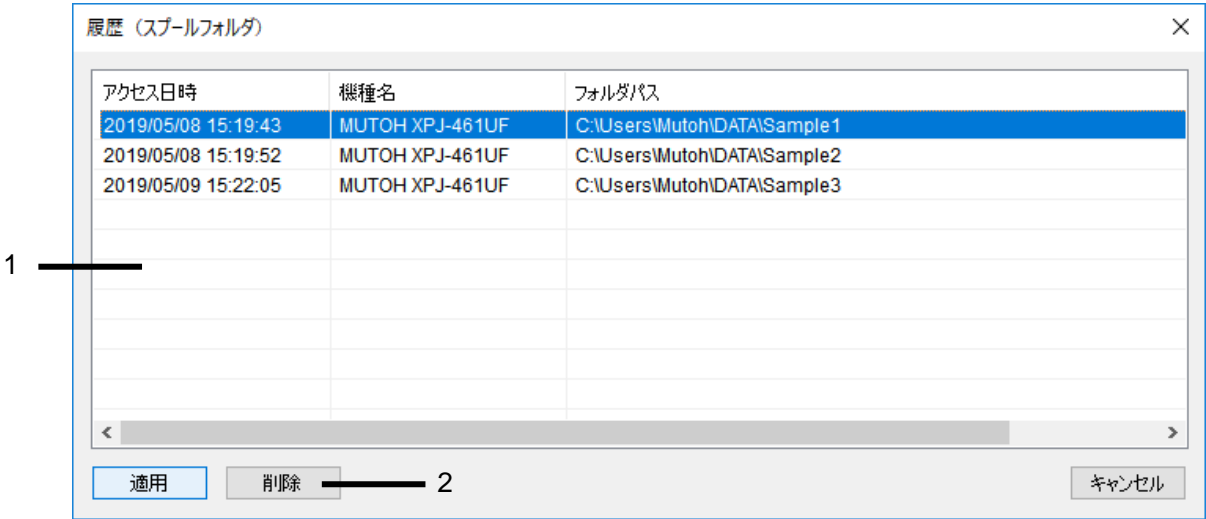 履歴（スプールフォルダ）
アクセス日時 機種名 フォルダパス
2019/05/08 15:19:43 MUTOH XPJ-461UF C:\Users\Mutoh\DATA\Sample1
2019/05/08 15:19:52 MUTOH XPJ-461UF C:\Users\Mutoh\DATA\Sample2
2019/05/09 15:22:05 MUTOH XPJ-461UF C:\Users\Mutoh\DATA\Sample3
1
適用 削除 2 キャンセル